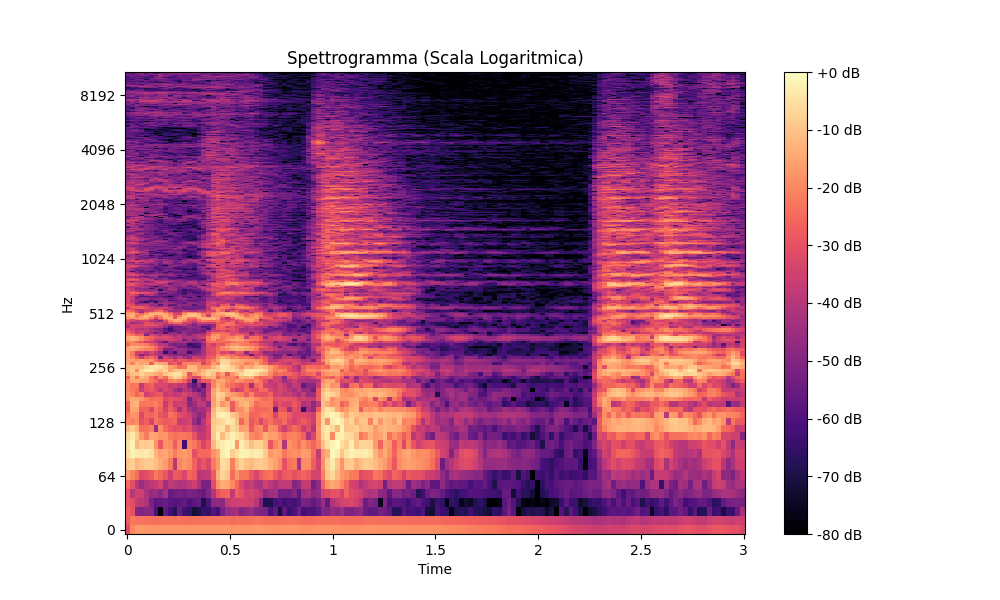 Spettrogramma (Scala Logaritmica)
Hz
8192
4096
2048
1024
512
256
128
64
0
0
0.5
1
1.5
2
2.5
3
Time
+0 dB
-10 dB
-20 dB
-30 dB
-40 dB
-50 dB
-60 dB
-70 dB
-80 dB